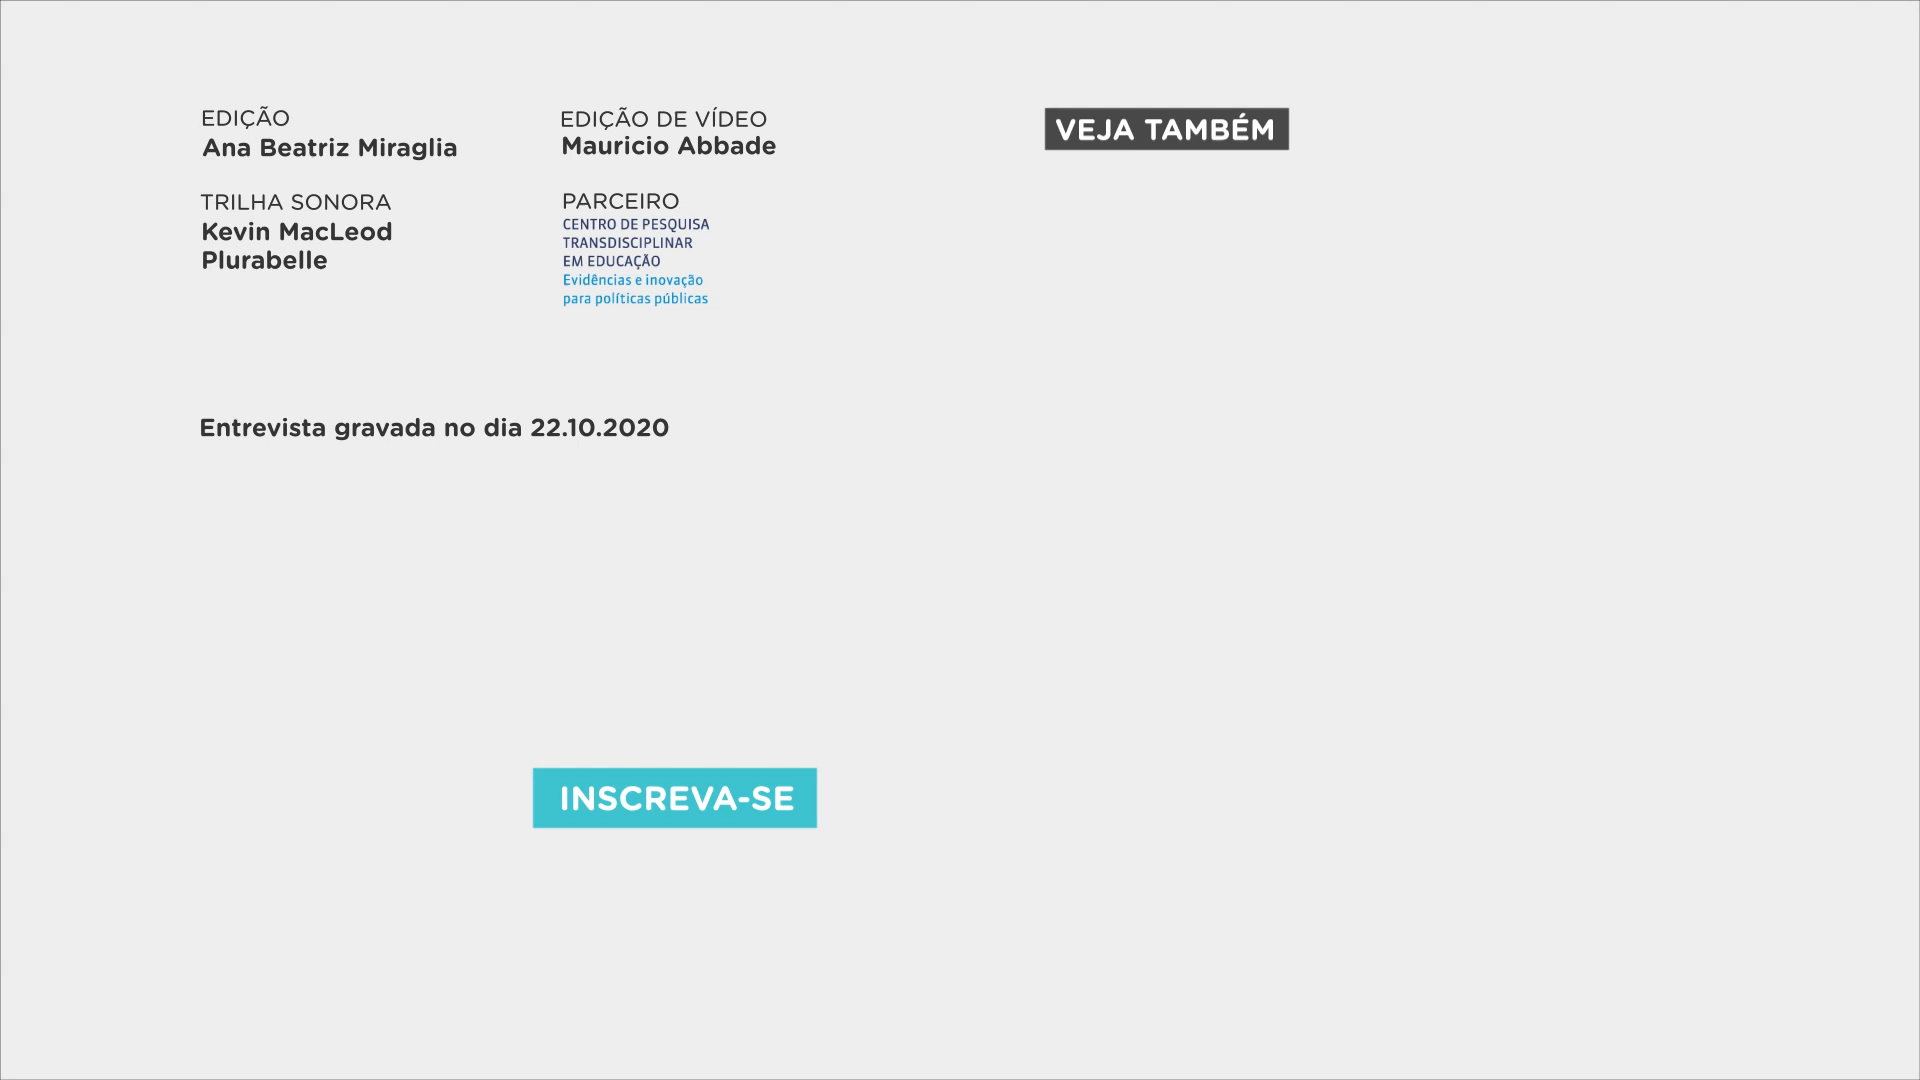 EDIÇÃO
Ana Beatriz Miraglia
TRILHA SONORA
Kevin MacLeod
Plurabelle
EDIÇÃO DE VÍDEO
Mauricio Abbade
PARCEIRO
CENTRO DE PESQUISA
TRANSDISCIPLINAR
EM EDUCAÇÃO
Evidências e inovação
para políticas públicas
Entrevista gravada no dia 22.10.2020
INSCREVA-SE
VEJA TAMBÉM